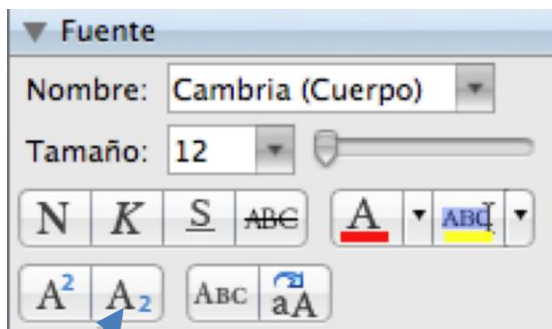 Fuente
Nombre: Cambria (Cuerpo)
Tamaño: 12
N K S ABC A ABC
A² A₂ ABC aA